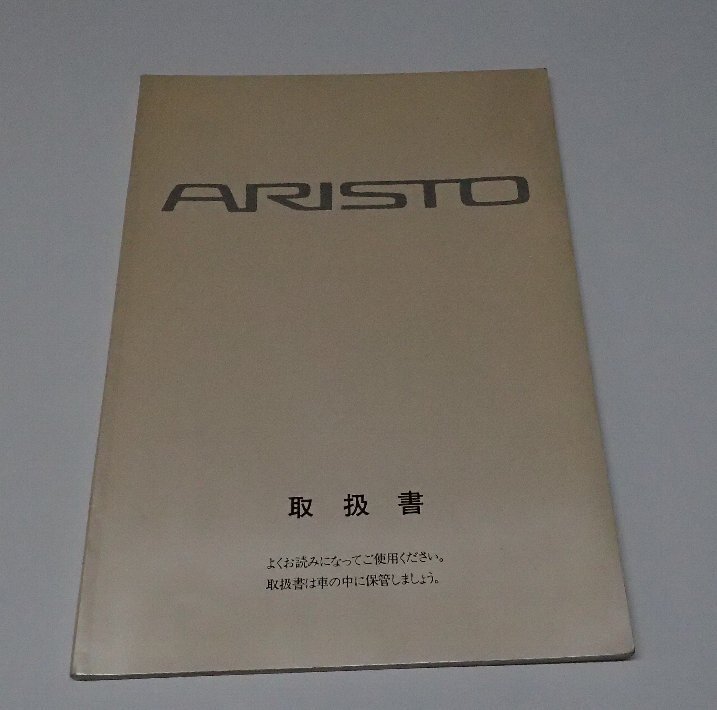 ARISTO
取扱書
よくお読みになってご使用ください。
取扱書は車の中に保管しましょう。